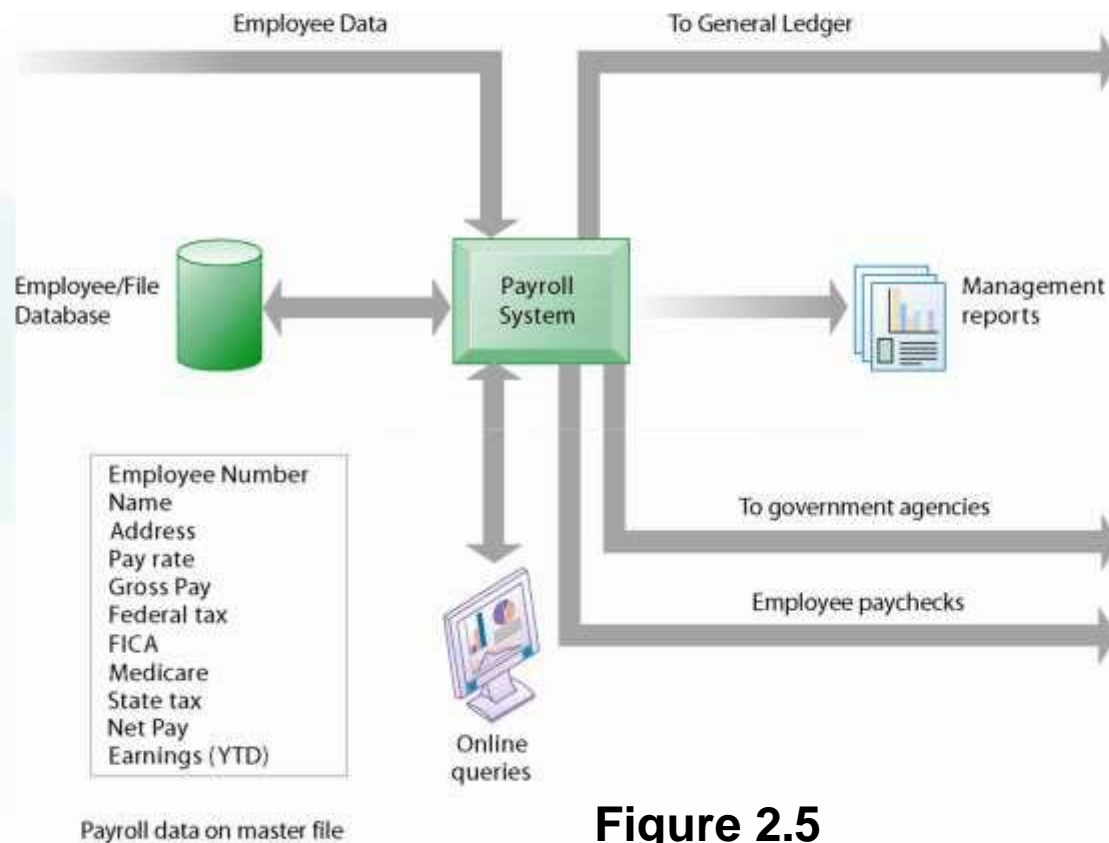 Employee Data
To General Ledger
Employee/File
Database
Payroll
System
Management
reports
Employee Number
Name
Address
Pay rate
Gross Pay
Federal tax
FICA
Medicare
State tax
Net Pay
Earnings (YTD)
To government agencies
Employee paychecks
Online
queries
Payroll data on master file
Figure 2.5